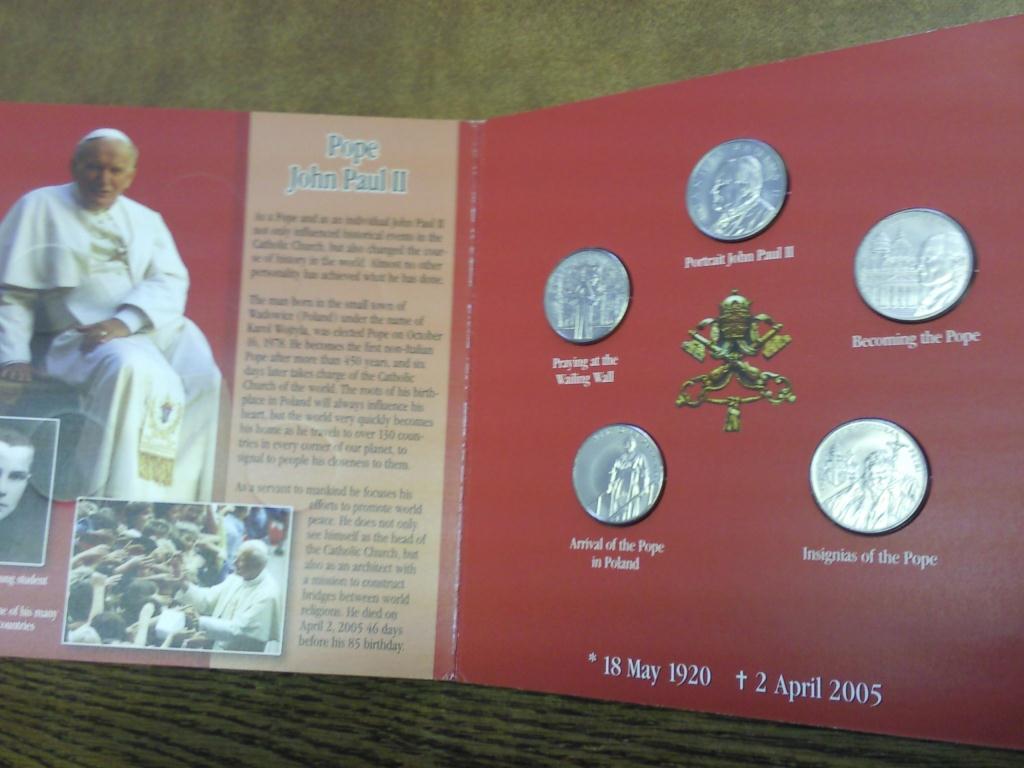 Pope
John Paul II
As a Pope and as an individual John Paul II
not only influenced historical events in the
Catholic Church, but also changed the cour-
se of history in the world. Almost no other
personality has achieved what he has done.
The man born in the small town of
Wadowice (Poland) under the name of
Karol Wojtyla, was elected Pope on October
16, 1978. He becomes the first non-Italian
Pope after more than 450 years, and six
days later takes charge of the Catholic
Church of the world. The roots of his birth-
place in Poland will always influence his
heart, but the world very quickly becomes
his home as he travels to over 130 coun-
tries in every corner of our planet, to
signal to people his closeness to them.
As a servant to mankind he focuses his
efforts to promote world
peace. He does not only
see himself as the head of
the Catholic Church, but
also as an architect with
a mission to construct
bridges between world
religions. He died on
April 2, 2005 46 days
before his 85 birthday.
student
of his many
countries
Portrait John Paul II
Praying at the
Wailing Wall
Becoming the Pope
Arrival of the Pope
in Poland
Insignias of the Pope
* 18 May 1920 † 2 April 2005